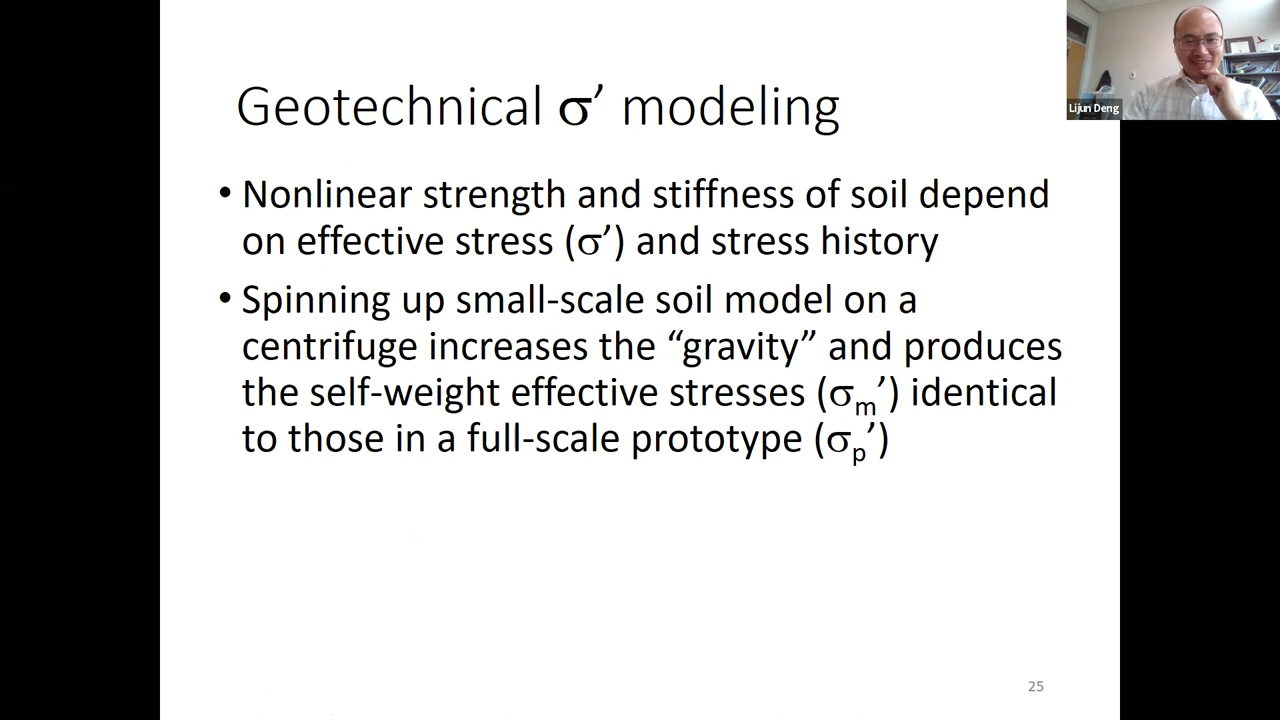 Geotechnical σ’ modeling
• Nonlinear strength and stiffness of soil depend
on effective stress (σ’) and stress history
• Spinning up small-scale soil model on a
centrifuge increases the “gravity” and produces
the self-weight effective stresses (σm’) identical
to those in a full-scale prototype (σp’)
25
Lijun Deng